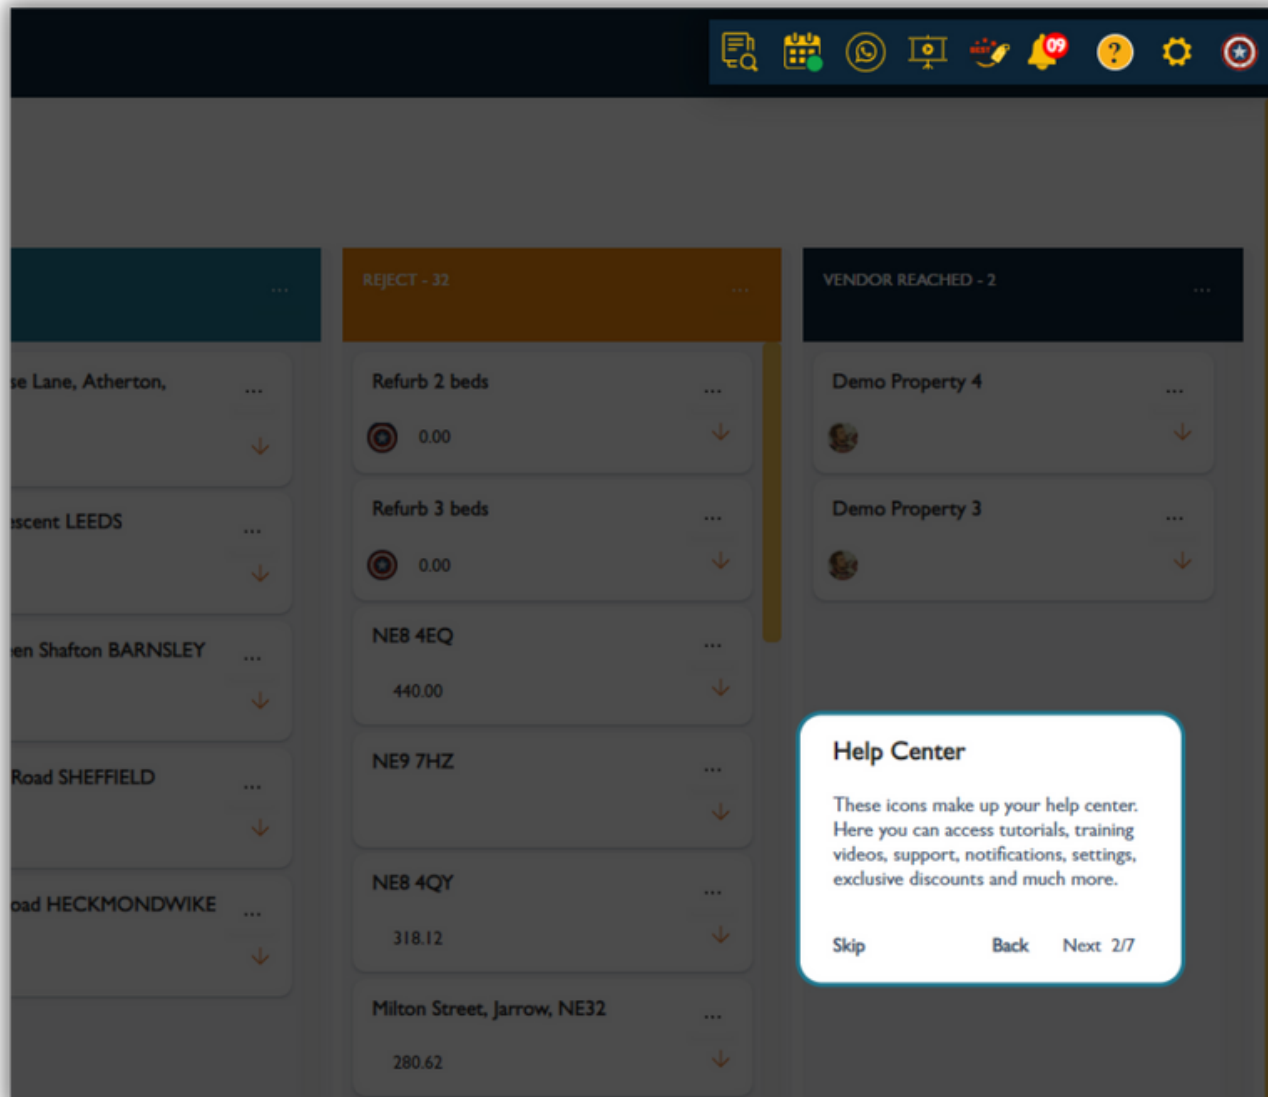 BEST
09
?
...
REJECT - 32
...
VENDOR REACHED - 2
...
se Lane, Atherton,
...
escent LEEDS
...
en Shafton BARNSLEY
...
Road SHEFFIELD
...
oad HECKMONDWIKE
...
Refurb 2 beds
...
0.00
Refurb 3 beds
...
0.00
NE8 4EQ
...
440.00
NE9 7HZ
...
NE8 4QY
...
318.12
Milton Street, Jarrow, NE32
...
280.62
Demo Property 4
...
Demo Property 3
...
Help Center
These icons make up your help center.
Here you can access tutorials, training
videos, support, notifications, settings,
exclusive discounts and much more.
Skip Back Next 2/7